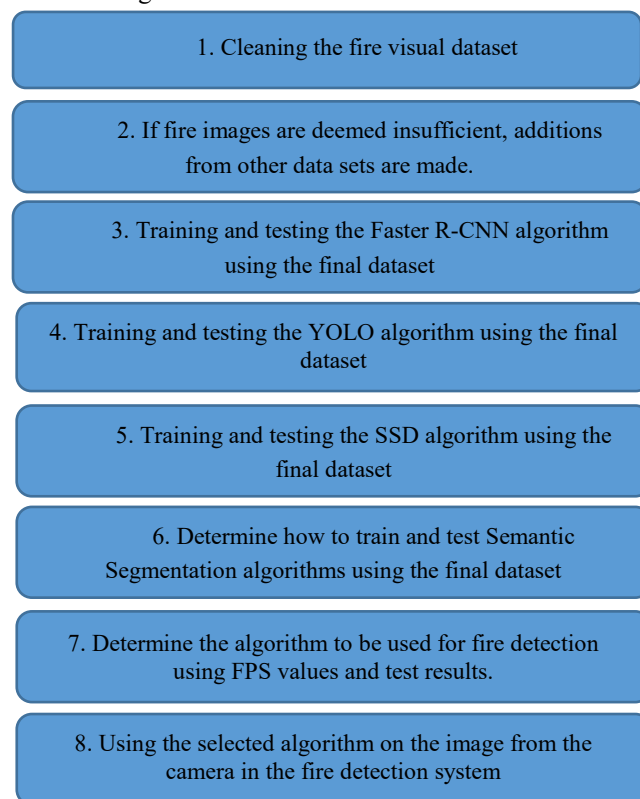 1. Cleaning the fire visual dataset
2. If fire images are deemed insufficient, additions
from other data sets are made.
3. Training and testing the Faster R-CNN algorithm
using the final dataset
4. Training and testing the YOLO algorithm using the final
dataset
5. Training and testing the SSD algorithm using the
final dataset
6. Determine how to train and test Semantic
Segmentation algorithms using the final dataset
7. Determine the algorithm to be used for fire detection
using FPS values and test results.
8. Using the selected algorithm on the image from the
camera in the fire detection system